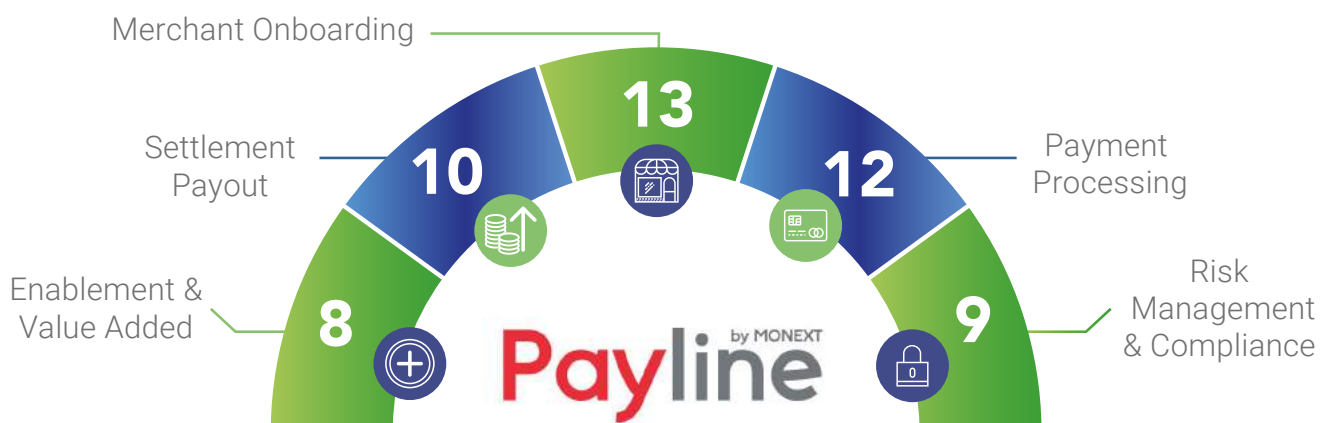 Merchant Onboarding
13
Settlement
Payout
10
12
Payment
Processing
Enablement &
Value Added
8
9
Risk
Management
& Compliance
by MONEXT
Payline